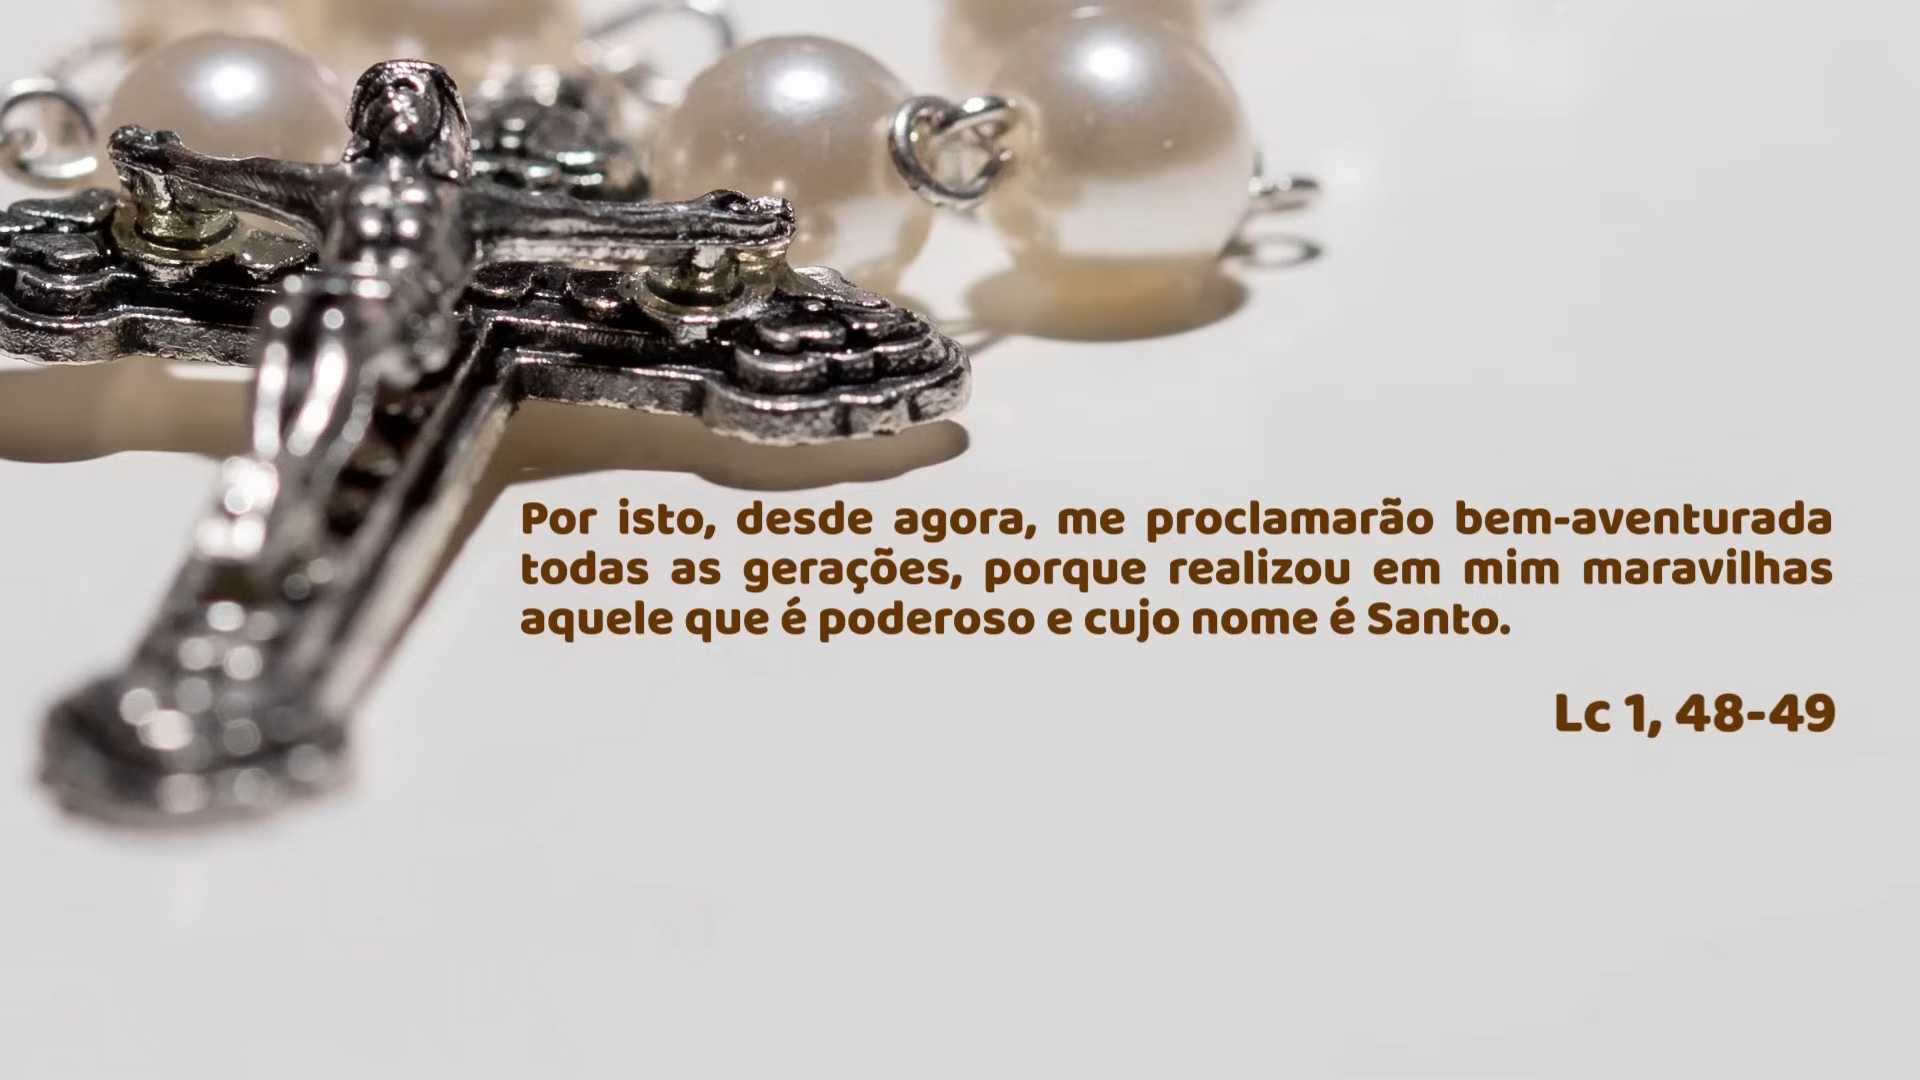 Por isto, desde agora, me proclamarão bem-aventurada
todas as gerações, porque realizou em mim maravilhas
aquele que é poderoso e cujo nome é Santo.
Lc 1, 48-49